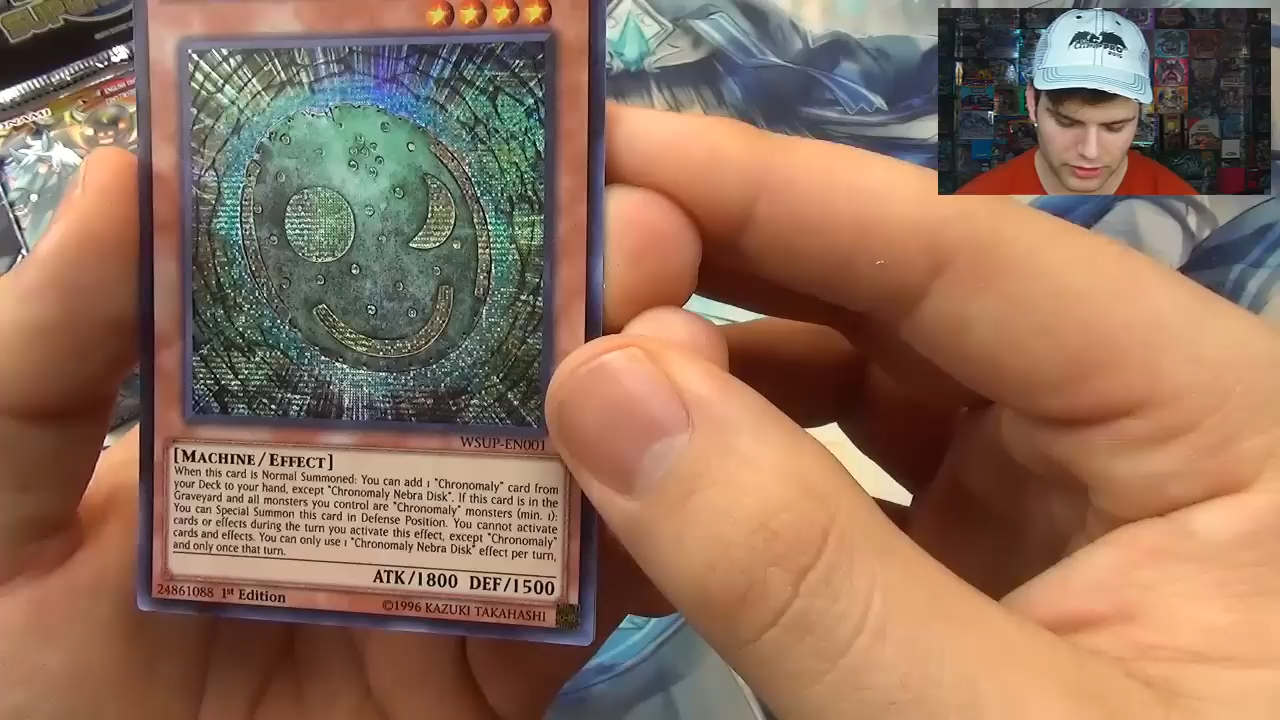 WSUP-EN001
[MACHINE/EFFECT]
When this card is Normal Summoned: You can add 1 "Chronomaly" card from
your Deck to your hand, except "Chronomaly Nebra Disk". If this card is in the
Graveyard and all monsters you control are "Chronomaly" monsters (min. 1):
You can Special Summon this card in Defense Position. You cannot activate
cards or effects during the turn you activate this effect, except "Chronomaly"
cards and effects. You can only use 1 "Chronomaly Nebra Disk" effect per turn,
and only once that turn.
ATK/1800 DEF/1500
24861088 1st Edition
©1996 KAZUKI TAKAHASHI